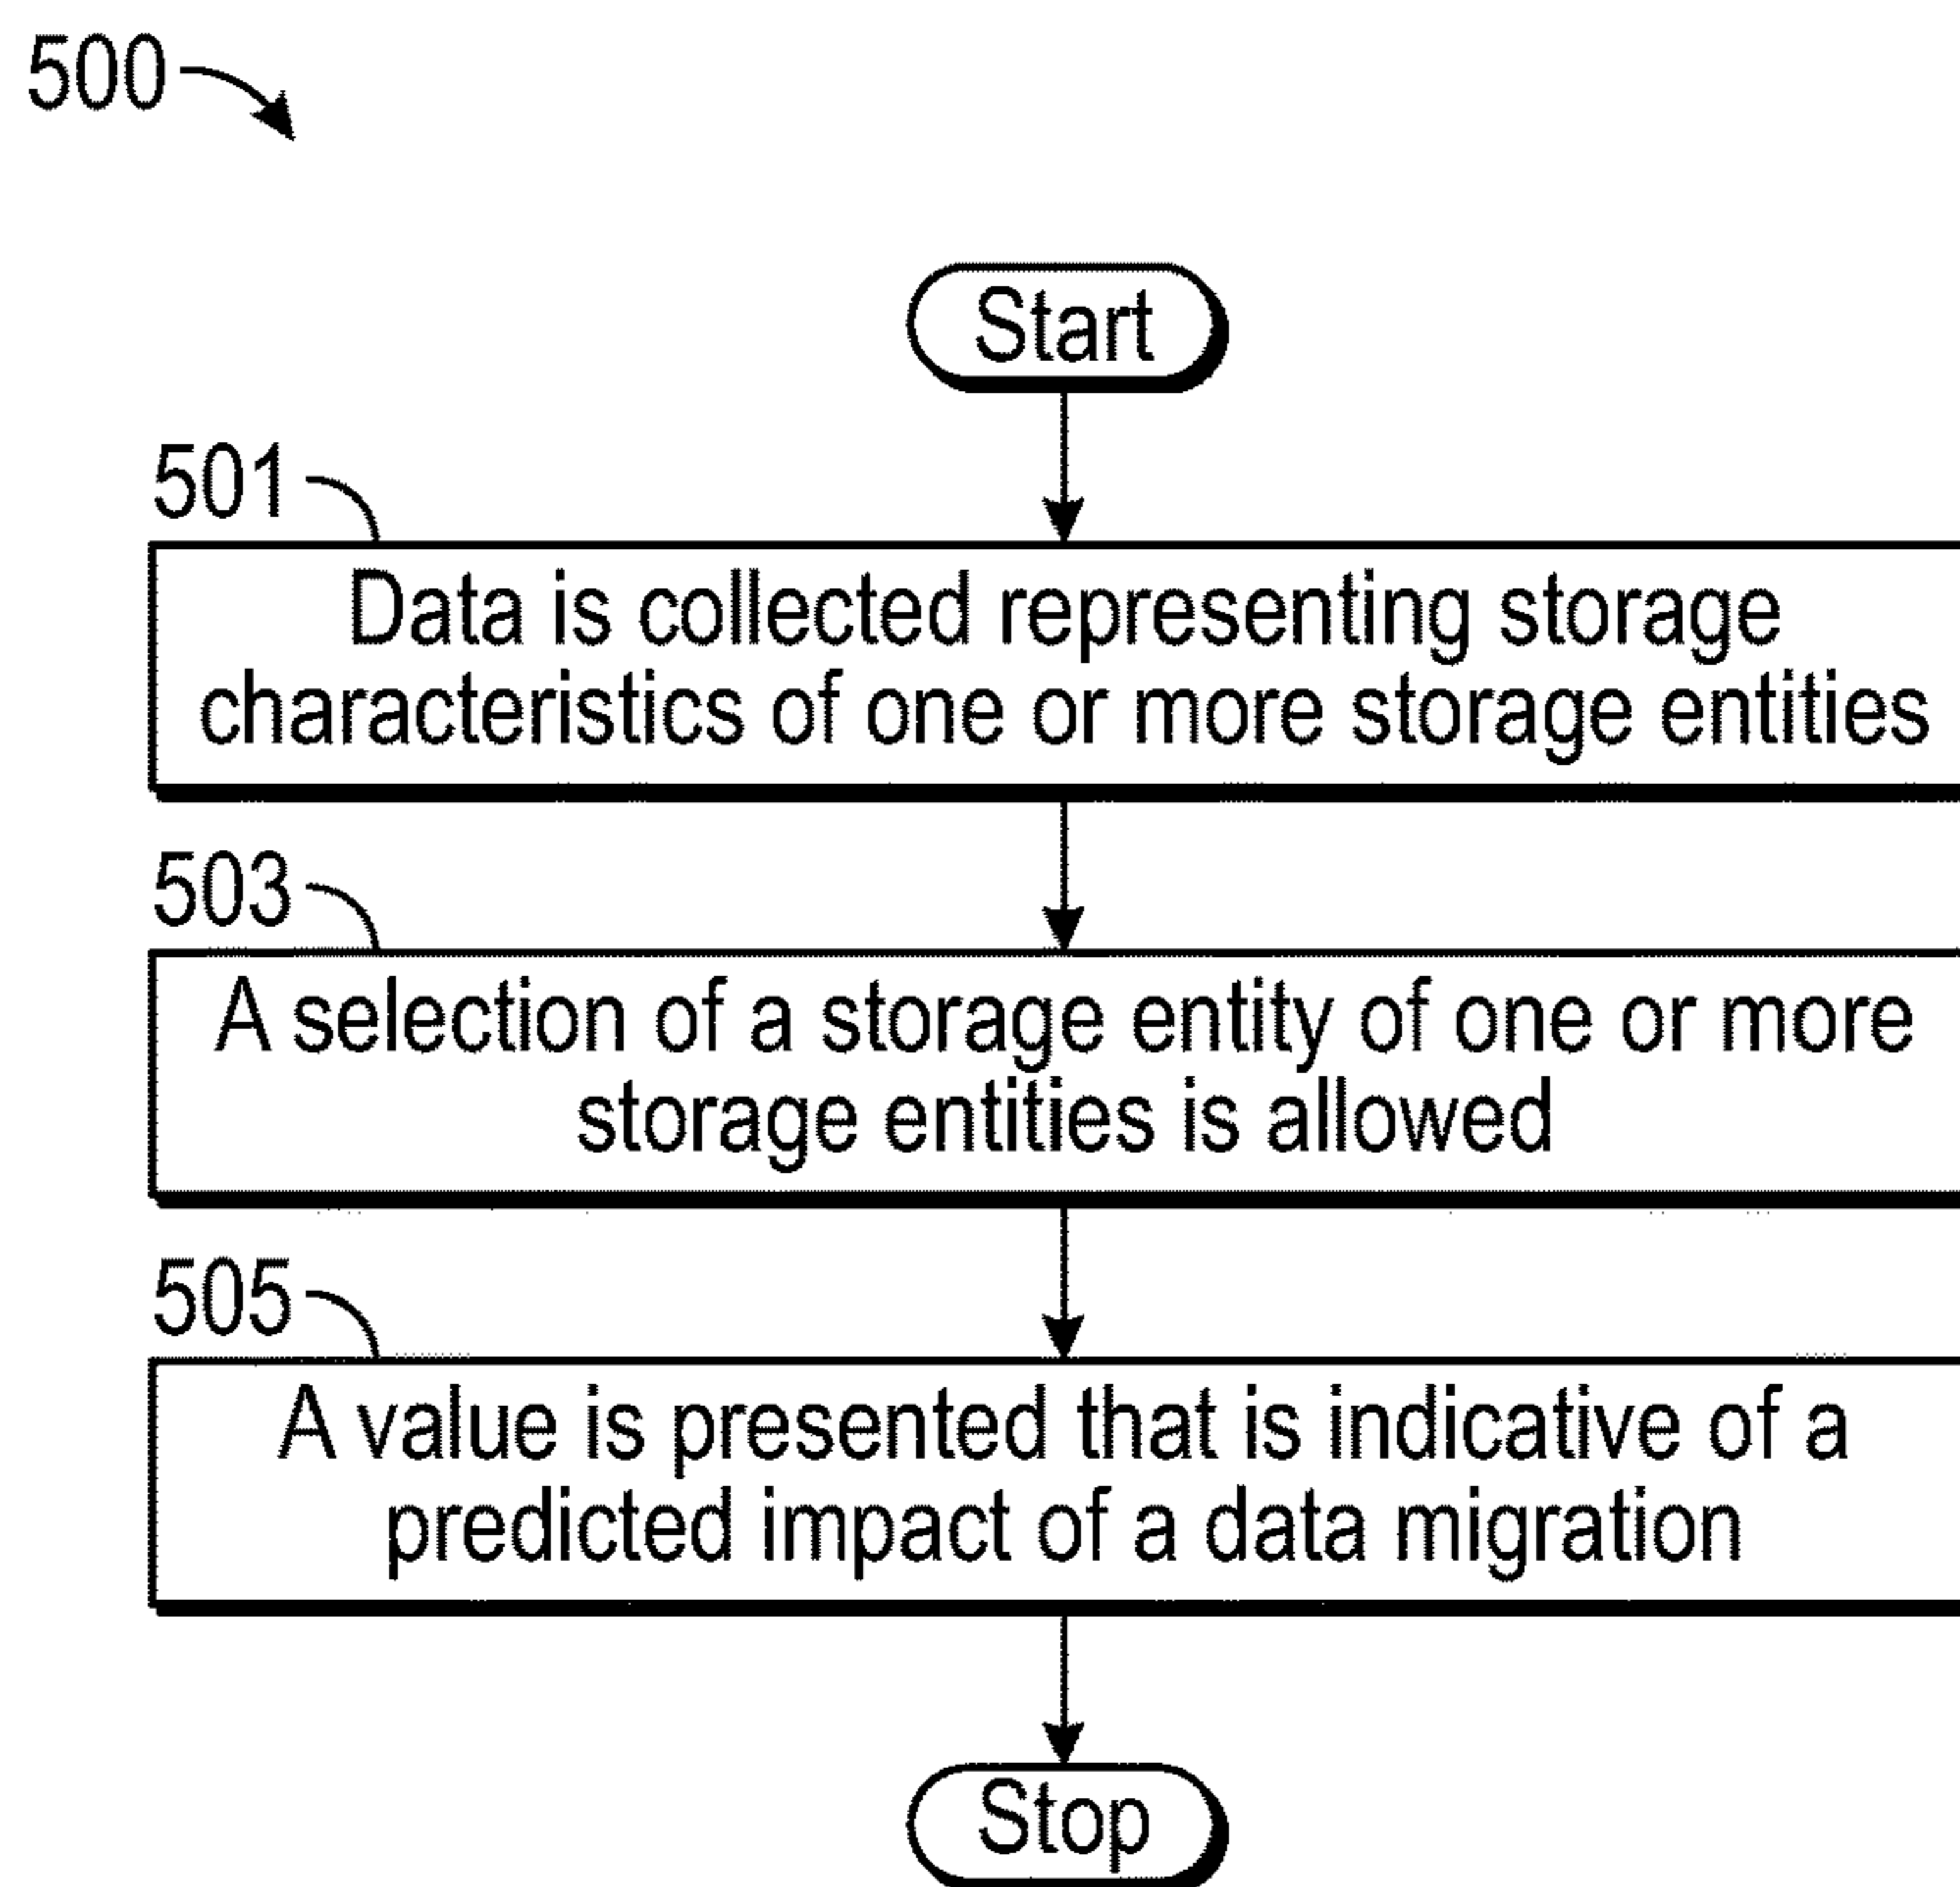 500
Start
501
Data is collected representing storage
characteristics of one or more storage entities
503
A selection of a storage entity of one or more
storage entities is allowed
505
A value is presented that is indicative of a
predicted impact of a data migration
Stop